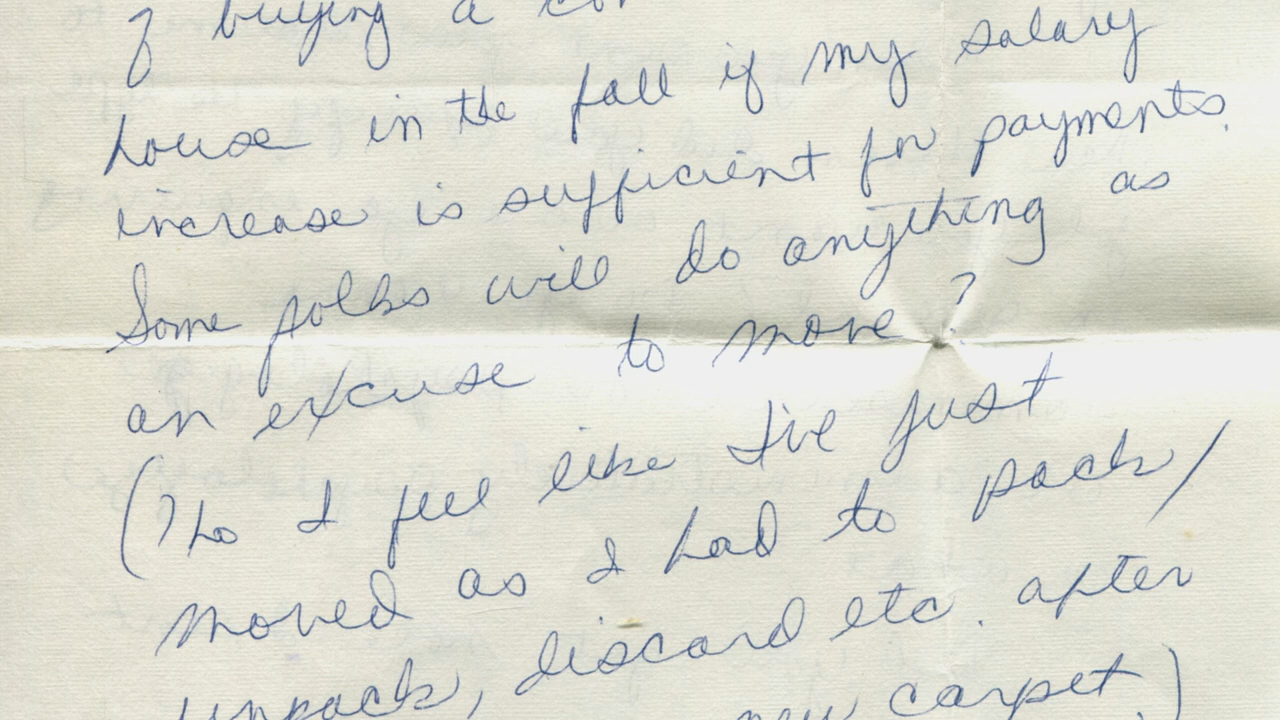 of buying a
house in the fall if my salary
increase is sufficient for payments.
Some folks will do anything as
an excuse to move?
(Tho I feel like I've just
moved as I had to pack/
unpack, discard etc. after
new carpet.)